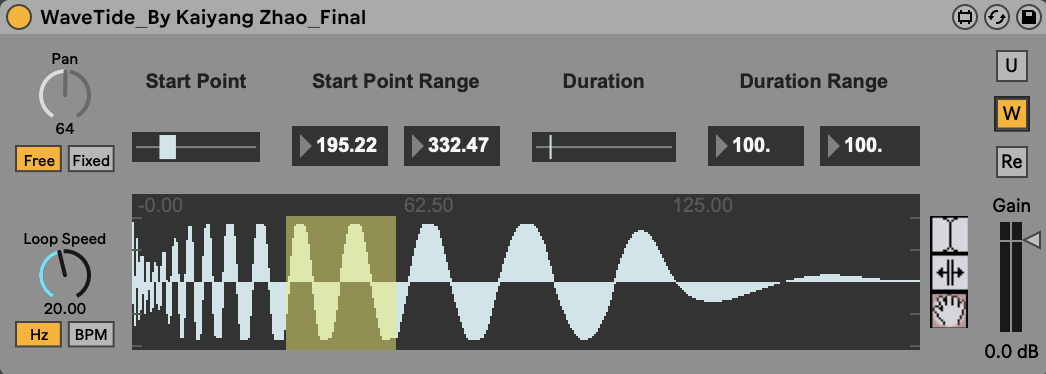 WaveTide_By Kaiyang Zhao_Final
Pan
64
Free Fixed
Start Point Start Point Range Duration Duration Range
195.22 332.47 100. 100.
U
W
Re
-0.00 62.50 125.00
Loop Speed
20.00
Hz BPM
Gain
0.0 dB